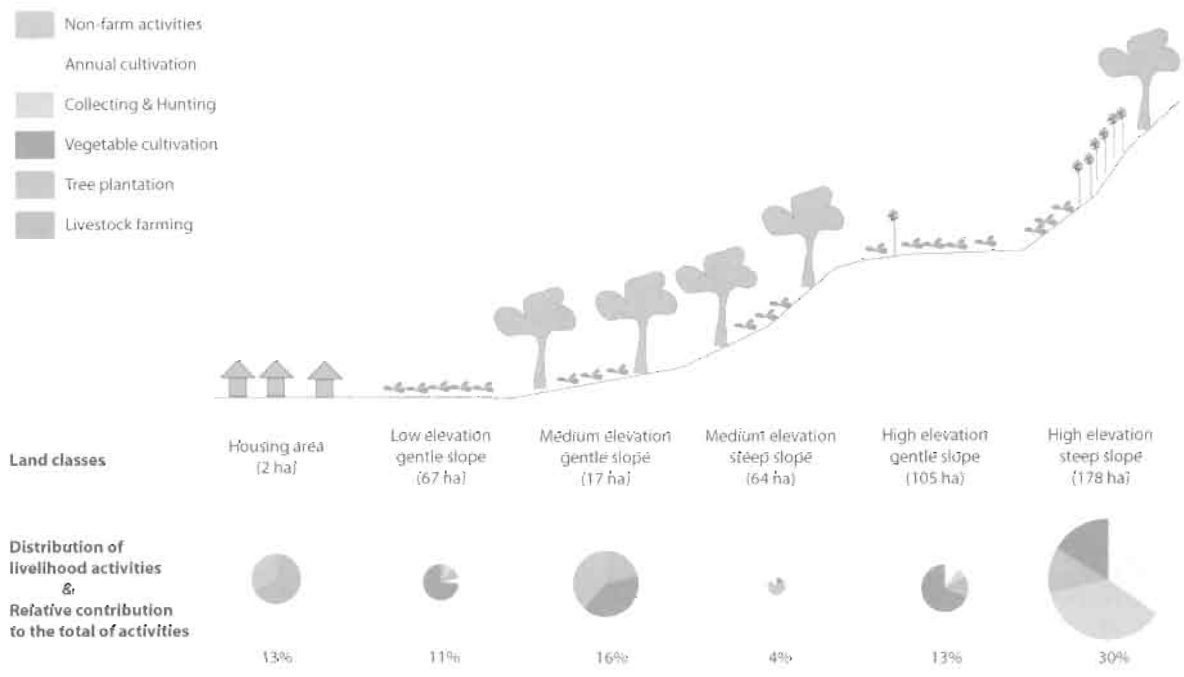 Non-farm activities
Annual cultivation
Collecting & Hunting
Vegetable cultivation
Tree plantation
Livestock farming
Land classes
Housing area
(2 ha)
Low elevation
gentle slope
(67 ha)
Medium elevation
gentle slope
(17 ha)
Medium elevation
steep slope
(64 ha)
High elevation
gentle slope
(105 ha)
High elevation
steep slope
(178 ha)
Distribution of
livelihood activities
&
Relative contribution
to the total of activities
13%
11%
16%
4%
13%
30%